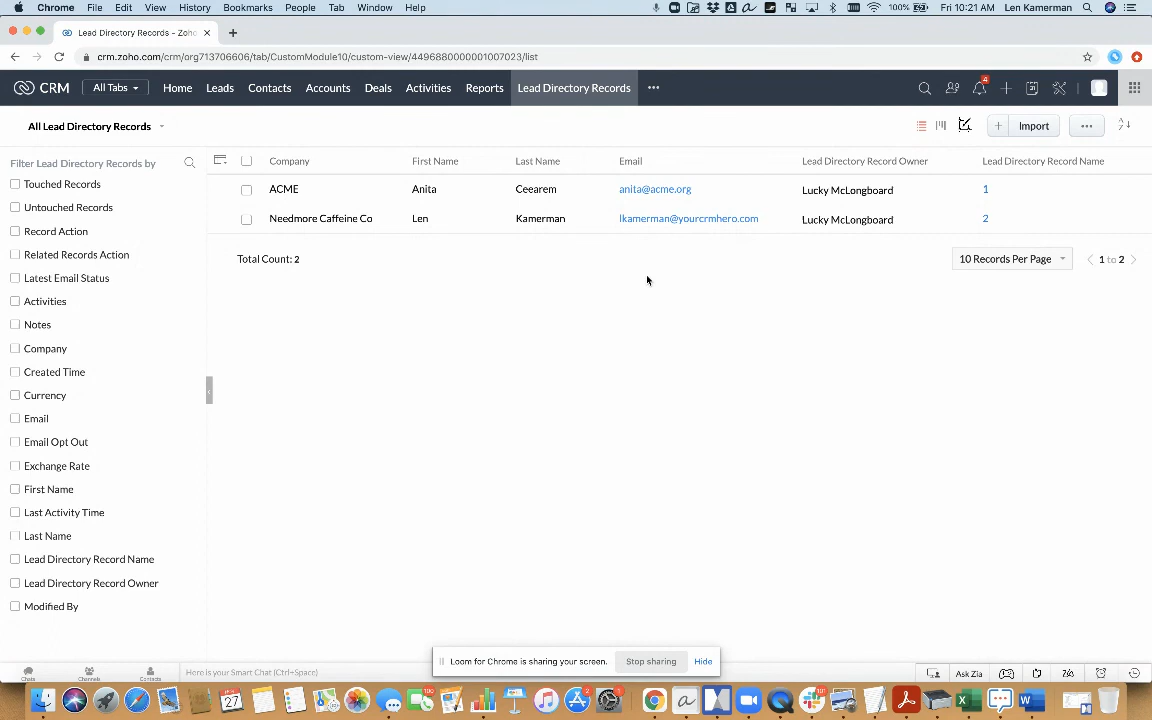 Chrome File Edit View History Bookmarks People Tab Window Help 100% Fri 10:21 AM Len Kamerman
Lead Directory Records - Zoho
crm.zoho.com/crm/org713706606/tab/CustomModule10/custom-view/4496880000001007023/list
CRM All Tabs Home Leads Contacts Accounts Deals Activities Reports Lead Directory Records ••• 4
All Lead Directory Records + Import •••
Filter Lead Directory Records by
Touched Records
Untouched Records
Record Action
Related Records Action
Latest Email Status
Activities
Notes
Company
Created Time
Currency
Email
Email Opt Out
Exchange Rate
First Name
Last Activity Time
Last Name
Lead Directory Record Name
Lead Directory Record Owner
Modified By
Company First Name Last Name Email Lead Directory Record Owner Lead Directory Record Name
ACME Anita Ceearem anita@acme.org Lucky McLongboard 1
Needmore Caffeine Co Len Kamerman lkamerman@yourcrmhero.com Lucky McLongboard 2
Total Count: 2 10 Records Per Page 1 to 2
Loom for Chrome is sharing your screen. Stop sharing Hide
Chats Channels Contacts Here is your Smart Chat (Ctrl+Space) Ask Zia